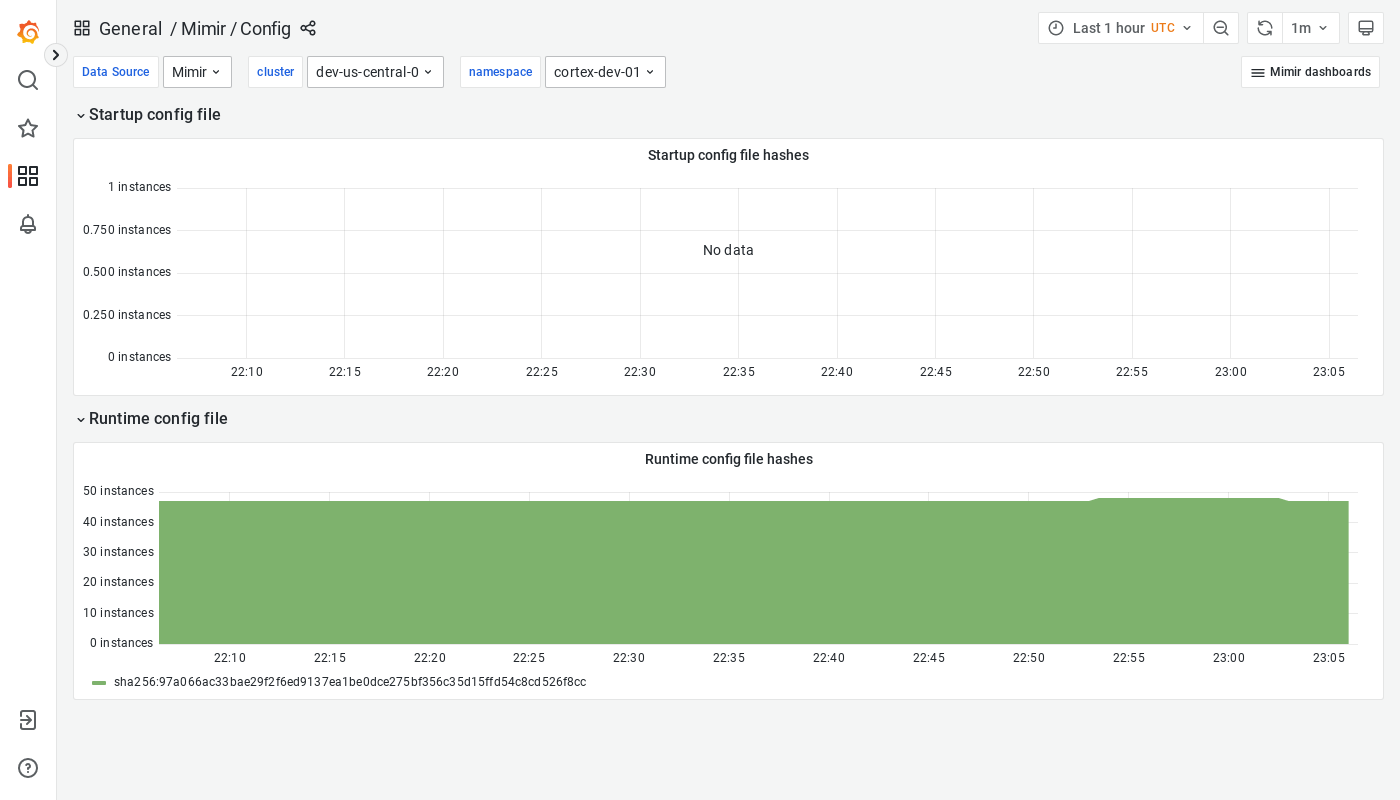 General / Mimir / Config
Last 1 hour UTC
1m
Data Source Mimir cluster dev-us-central-0 namespace cortex-dev-01
Mimir dashboards
Startup config file
Startup config file hashes
1 instances
0.750 instances
0.500 instances
0.250 instances
0 instances
No data
22:10 22:15 22:20 22:25 22:30 22:35 22:40 22:45 22:50 22:55 23:00 23:05
Runtime config file
Runtime config file hashes
50 instances
40 instances
30 instances
20 instances
10 instances
0 instances
22:10 22:15 22:20 22:25 22:30 22:35 22:40 22:45 22:50 22:55 23:00 23:05
sha256:97a066ac33bae29f2f6ed9137ea1be0dce275bf356c35d15ffd54c8cd526f8cc